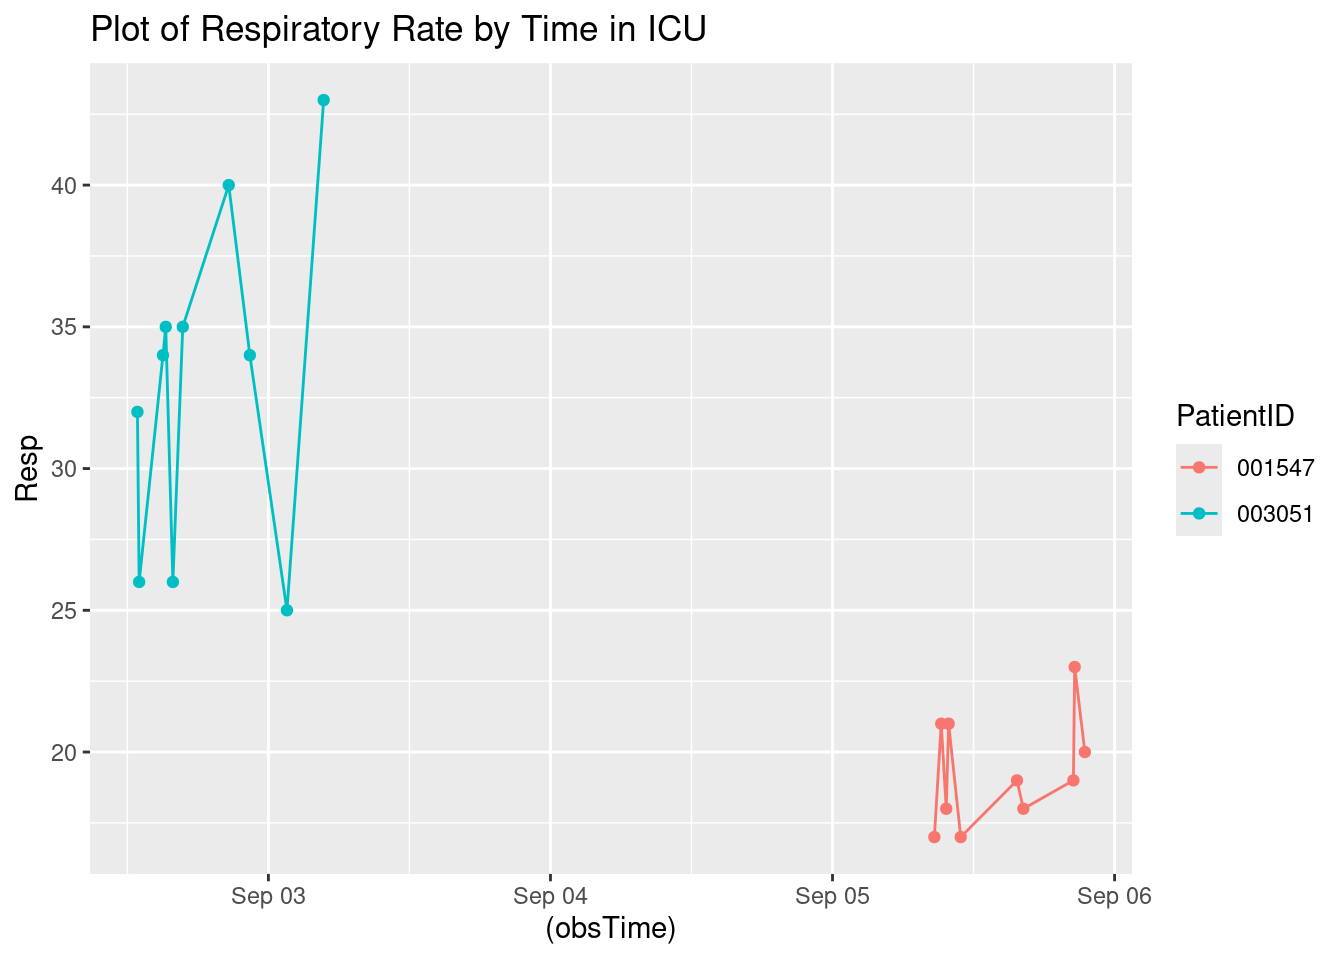 Plot of Respiratory Rate by Time in ICU
Resp
40
35
30
25
20
Sep 03
Sep 04
Sep 05
Sep 06
(obsTime)
PatientID
001547
003051